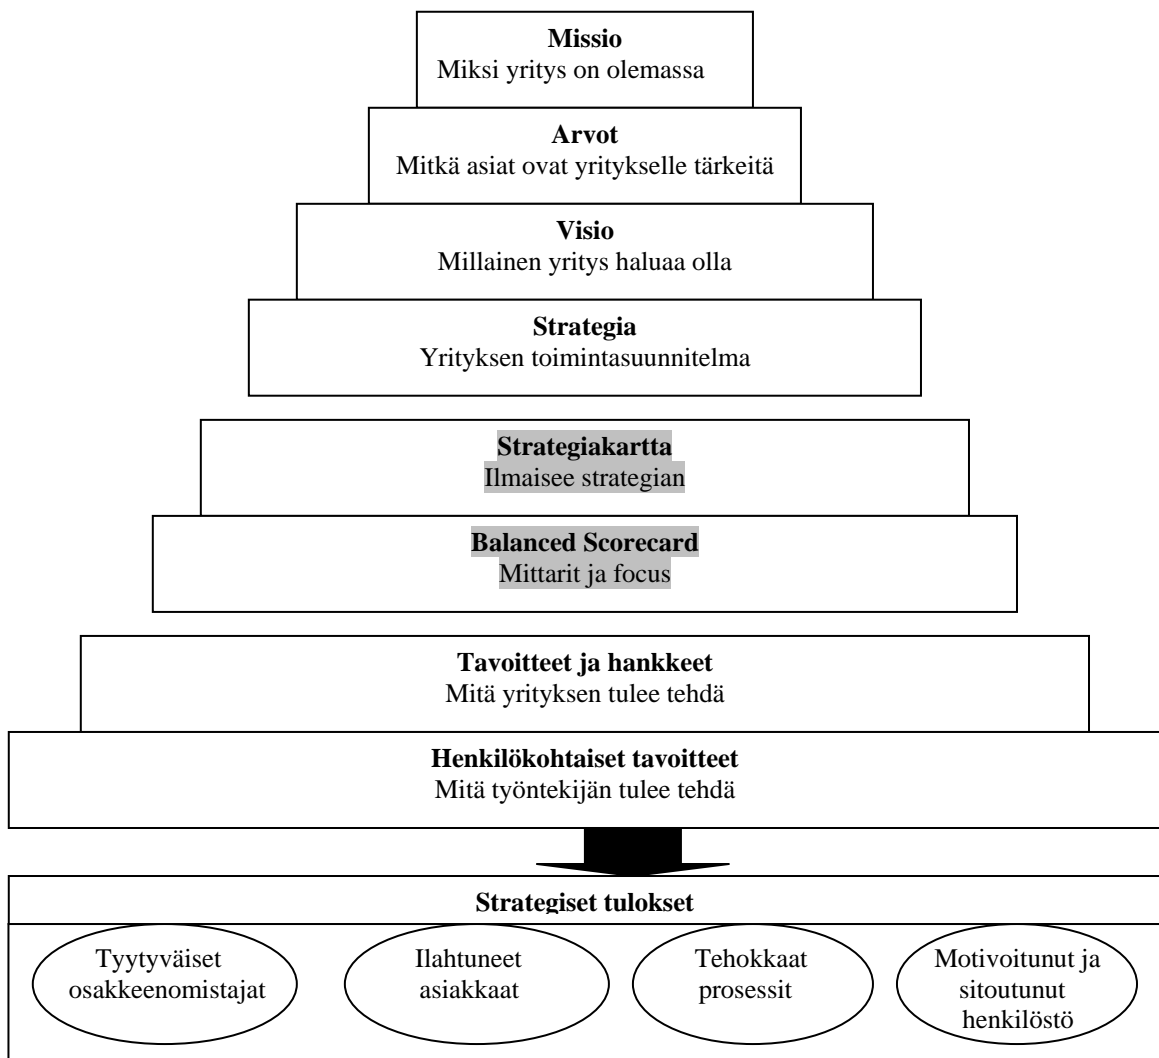 Missio
Miksi yritys on olemassa
Arvot
Mitkä asiat ovat yritykselle tärkeitä
Visio
Millainen yritys haluaa olla
Strategia
Yrityksen toimintasuunnitelma
Strategiakartta
Ilmaisee strategian
Balanced Scorecard
Mittarit ja focus
Tavoitteet ja hankkeet
Mitä yrityksen tulee tehdä
Henkilökohtaiset tavoitteet
Mitä työntekijän tulee tehdä
Strategiset tulokset
Tyytyväiset
osakkeenomistajat
Ilahtuneet
asiakkaat
Tehokkaat
prosessit
Motivoitunut ja
sitoutunut
henkilöstö